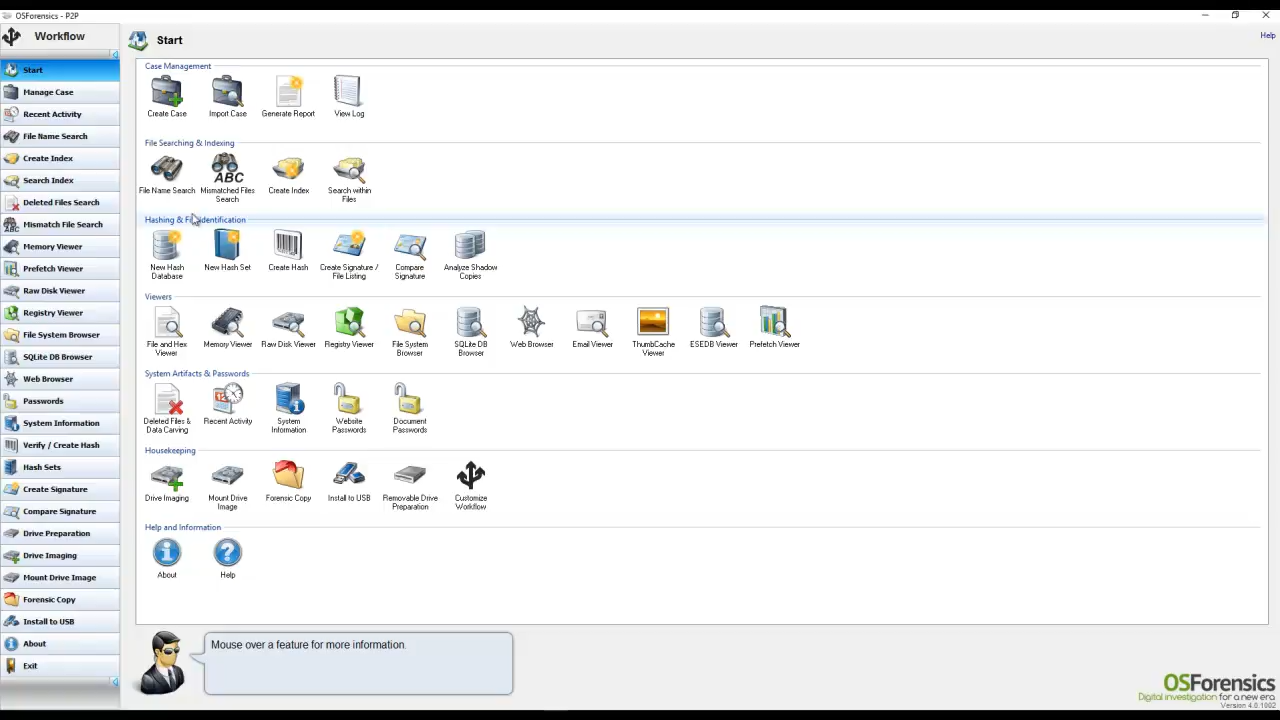 OSForensics - P2P
Workflow
Start
Help
Start
Manage Case
Recent Activity
File Name Search
Create Index
Search Index
Deleted Files Search
Mismatch File Search
Memory Viewer
Prefetch Viewer
Raw Disk Viewer
Registry Viewer
File System Browser
SQLite DB Browser
Web Browser
Passwords
System Information
Verify / Create Hash
Hash Sets
Create Signature
Compare Signature
Drive Preparation
Drive Imaging
Mount Drive Image
Forensic Copy
Install to USB
About
Exit
Case Management
Create Case
Import Case
Generate Report
View Log
File Searching & Indexing
ABC
File Name Search
Mismatched Files
Search
Create Index
Search within
Files
Hashing & File Identification
New Hash
Database
New Hash Set
Create Hash
Create Signature /
File Listing
Compare
Signature
Analyze Shadow
Copies
Viewers
File and Hex
Viewer
Memory Viewer
Raw Disk Viewer
Registry Viewer
File System
Browser
SQLite DB
Browser
Web Browser
Email Viewer
ThumbCache
Viewer
ESEDB Viewer
Prefetch Viewer
System Artifacts & Passwords
Deleted Files &
Data Carving
Recent Activity
System
Information
Website
Passwords
Document
Passwords
Housekeeping
Drive Imaging
Mount Drive
Image
Forensic Copy
Install to USB
Removable Drive
Preparation
Customize
Workflow
Help and Information
About
Help
Mouse over a feature for more information.
OSForensics
Digital investigation for a new era
Version 4.0.1002